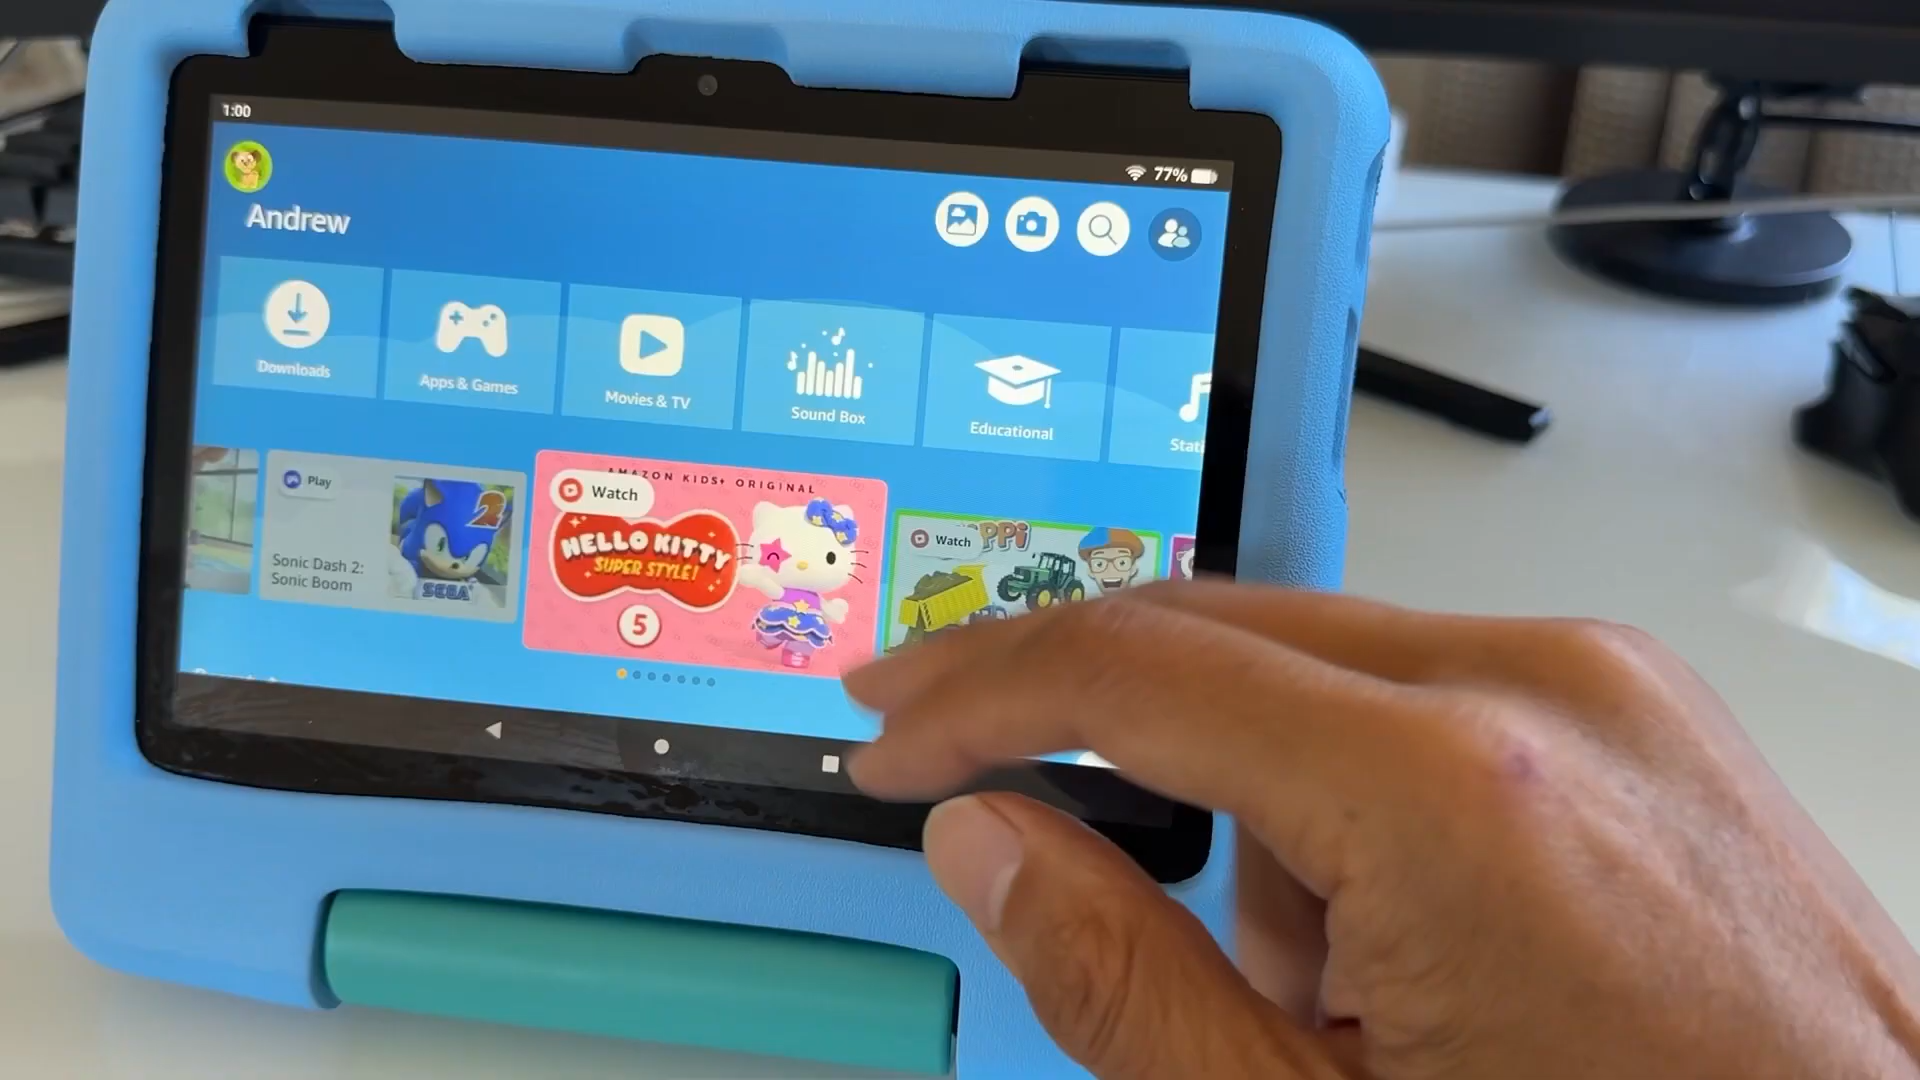 1:00
77%
Andrew
Downloads
Apps & Games
Movies & TV
Sound Box
Educational
Play
Sonic Dash 2:
Sonic Boom
2
SEGA
AMAZON KIDS+ ORIGINAL
Watch
HELLO KITTY
SUPER STYLE!
5
Watch